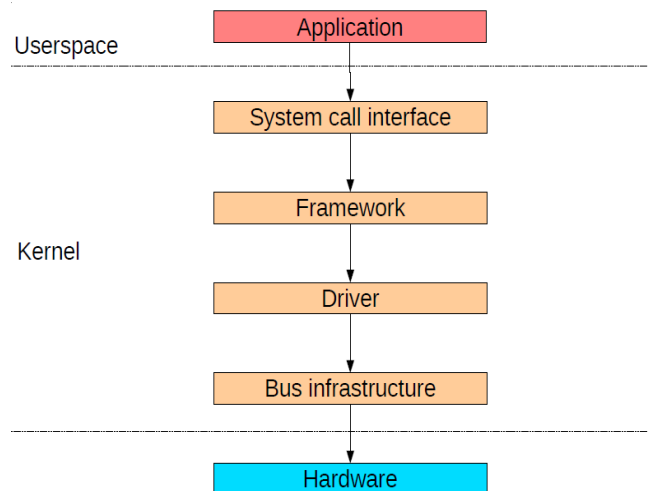 Application
Userspace
System call interface
Framework
Kernel
Driver
Bus infrastructure
Hardware